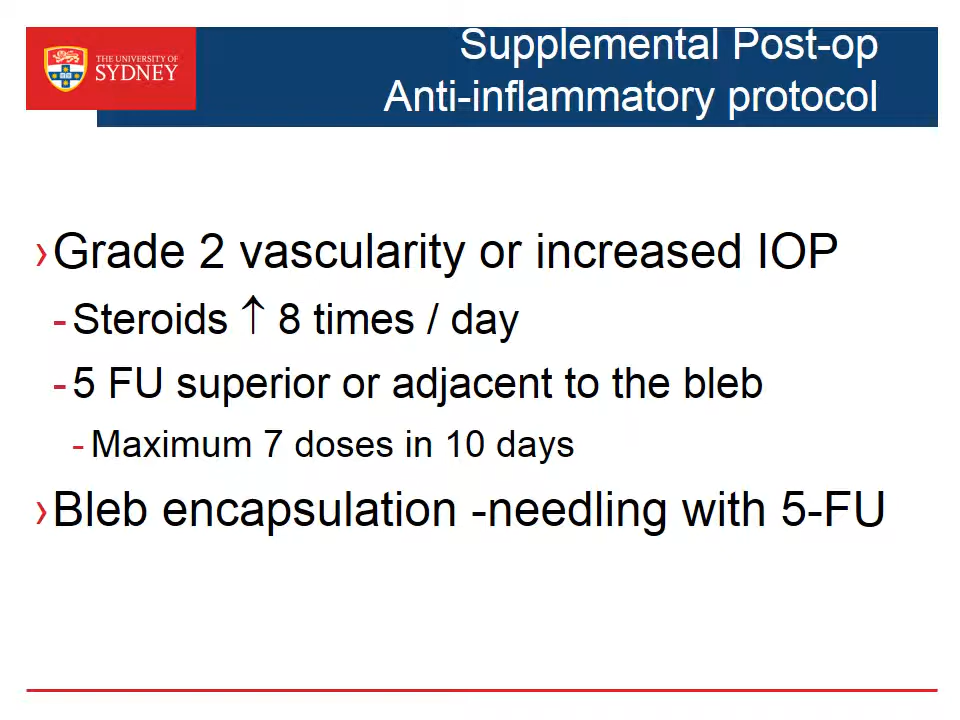 THE UNIVERSITY OF
SYDNEY
Supplemental Post-op
Anti-inflammatory protocol
›Grade 2 vascularity or increased IOP
-Steroids ↑ 8 times / day
-5 FU superior or adjacent to the bleb
-Maximum 7 doses in 10 days
›Bleb encapsulation -needling with 5-FU